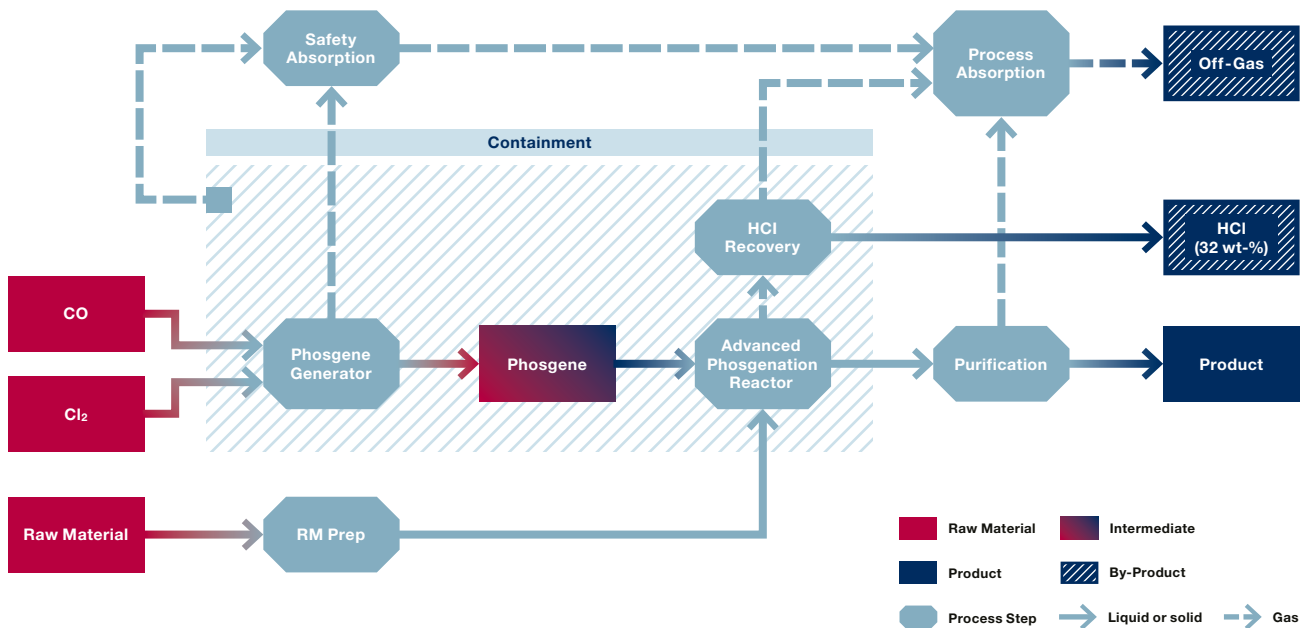 Safety
Absorption
Process
Absorption
Off-Gas
Containment
HCl
Recovery
HCl
(32 wt-%)
CO
Phosgene
Generator
Phosgene
Advanced
Phosgenation
Reactor
Purification
Product
Cl₂
Raw Material
RM Prep
Raw Material
Intermediate
Product
By-Product
Process Step
Liquid or solid
Gas